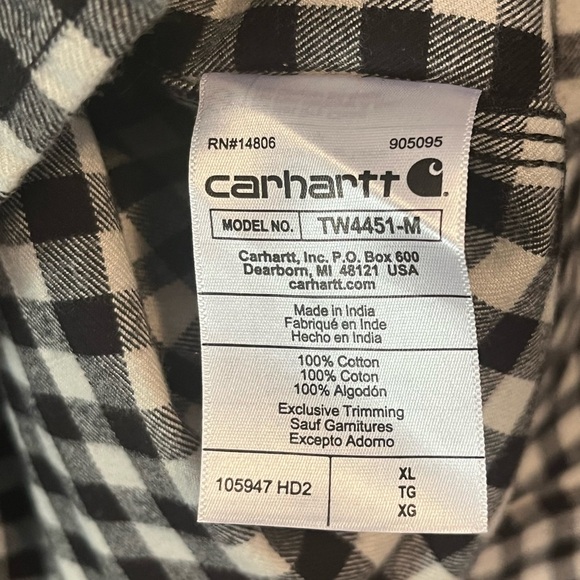 RN#14806 905095
carhartt
MODEL NO. TW4451-M
Carhartt, Inc. P.O. Box 600
Dearborn, MI 48121 USA
carhartt.com
Made in India
Fabriqué en Inde
Hecho en India
100% Cotton
100% Coton
100% Algodón
Exclusive Trimming
Sauf Garnitures
Excepto Adorno
105947 HD2
XL
TG
XG